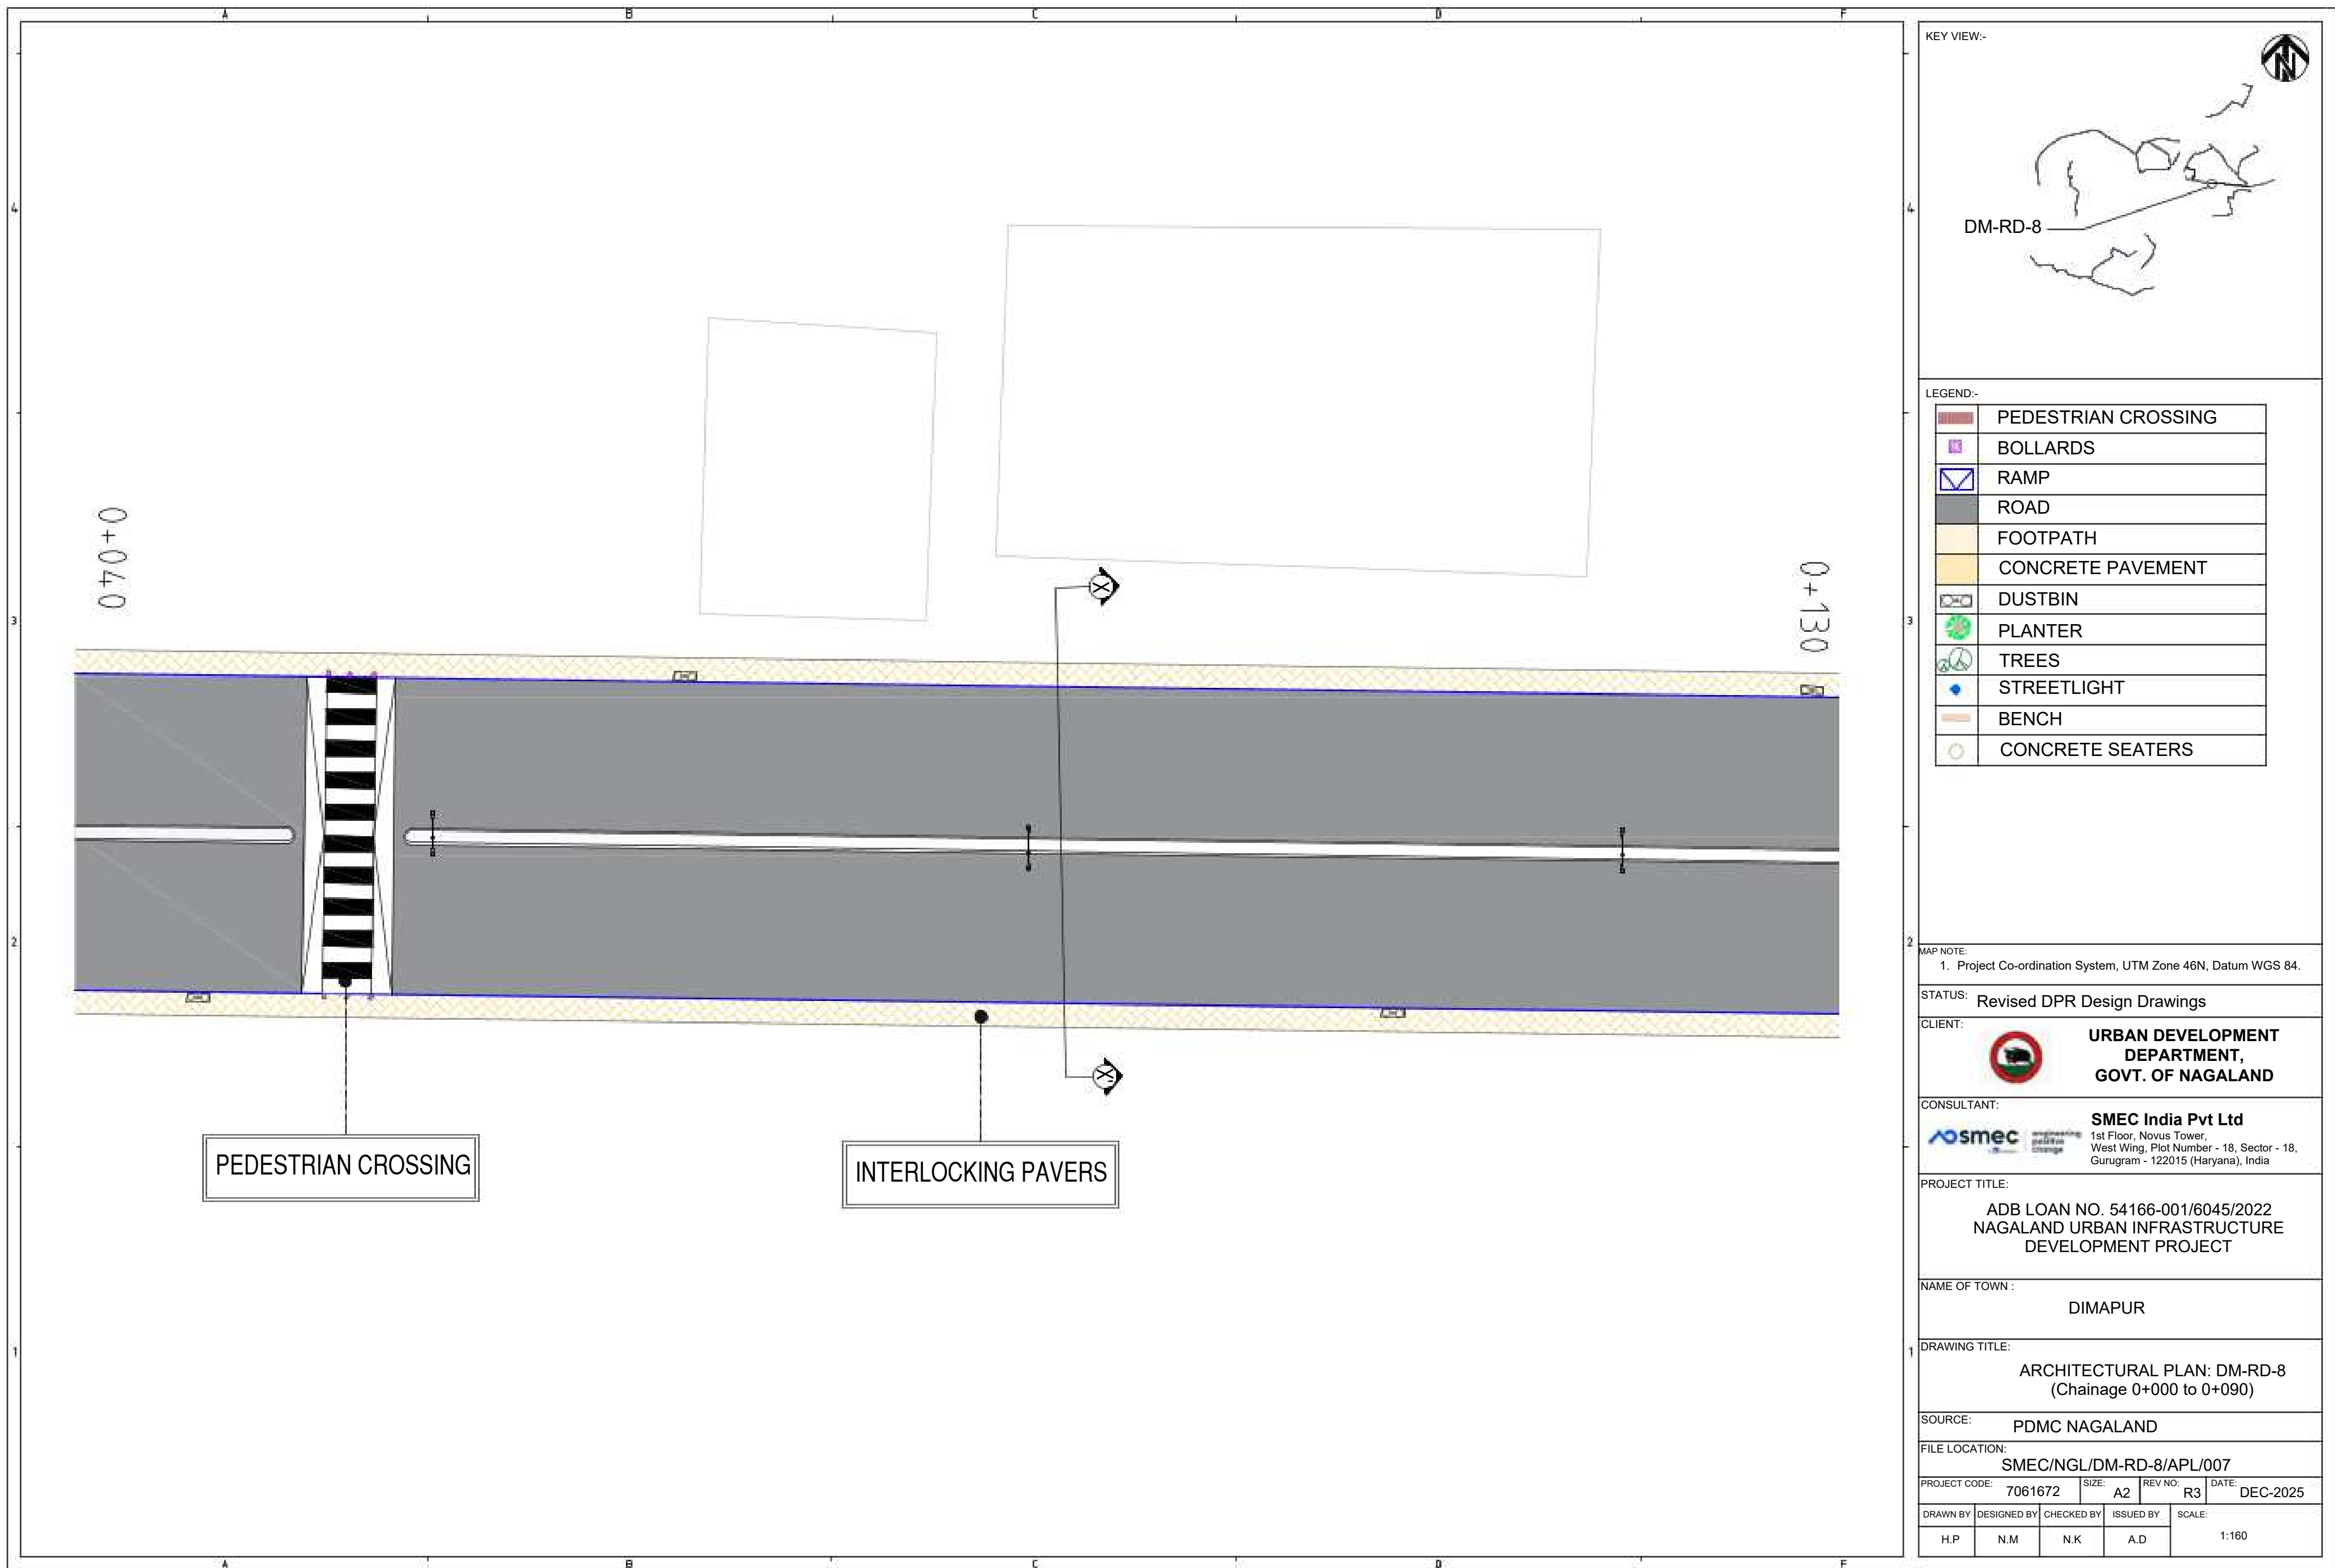 A B C D F
4 4
3 3
2 2
1 1
A B C D F
0+040
0+130
X
X'
PEDESTRIAN CROSSING
INTERLOCKING PAVERS
KEY VIEW:-
N
DM-RD-8
LEGEND:-
PEDESTRIAN CROSSING
BOLLARDS
RAMP
ROAD
FOOTPATH
CONCRETE PAVEMENT
DUSTBIN
PLANTER
TREES
STREETLIGHT
BENCH
CONCRETE SEATERS
MAP NOTE:
1. Project Co-ordination System, UTM Zone 46N, Datum WGS 84.
STATUS: Revised DPR Design Drawings
CLIENT:
URBAN DEVELOPMENT
DEPARTMENT,
GOVT. OF NAGALAND
CONSULTANT:
smec
engineering
positive
change
SMEC India Pvt Ltd
1st Floor, Novus Tower,
West Wing, Plot Number - 18, Sector - 18,
Gurugram - 122015 (Haryana), India
PROJECT TITLE:
ADB LOAN NO. 54166-001/6045/2022
NAGALAND URBAN INFRASTRUCTURE
DEVELOPMENT PROJECT
NAME OF TOWN :
DIMAPUR
DRAWING TITLE:
ARCHITECTURAL PLAN: DM-RD-8
(Chainage 0+000 to 0+090)
SOURCE: PDMC NAGALAND
FILE LOCATION:
SMEC/NGL/DM-RD-8/APL/007
PROJECT CODE: 7061672 SIZE: A2 REV NO: R3 DATE: DEC-2025
DRAWN BY DESIGNED BY CHECKED BY ISSUED BY SCALE:
H.P N.M N.K A.D 1:160